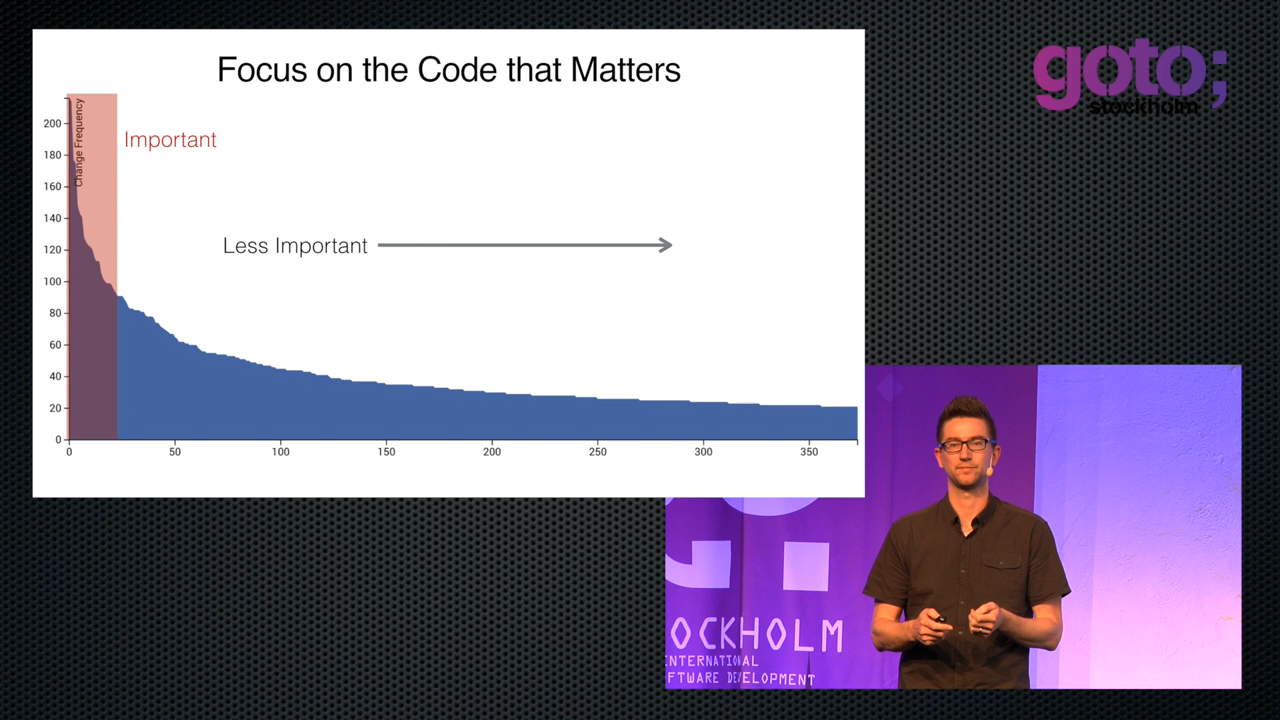 Focus on the Code that Matters
Change Frequency
Important
Less Important
200
180
160
140
120
100
80
60
40
20
0
0 50 100 150 200 250 300 350
goto;
stockholm
OCKHOLM
INTERNATIONAL
FTWARE DEVELOPMENT